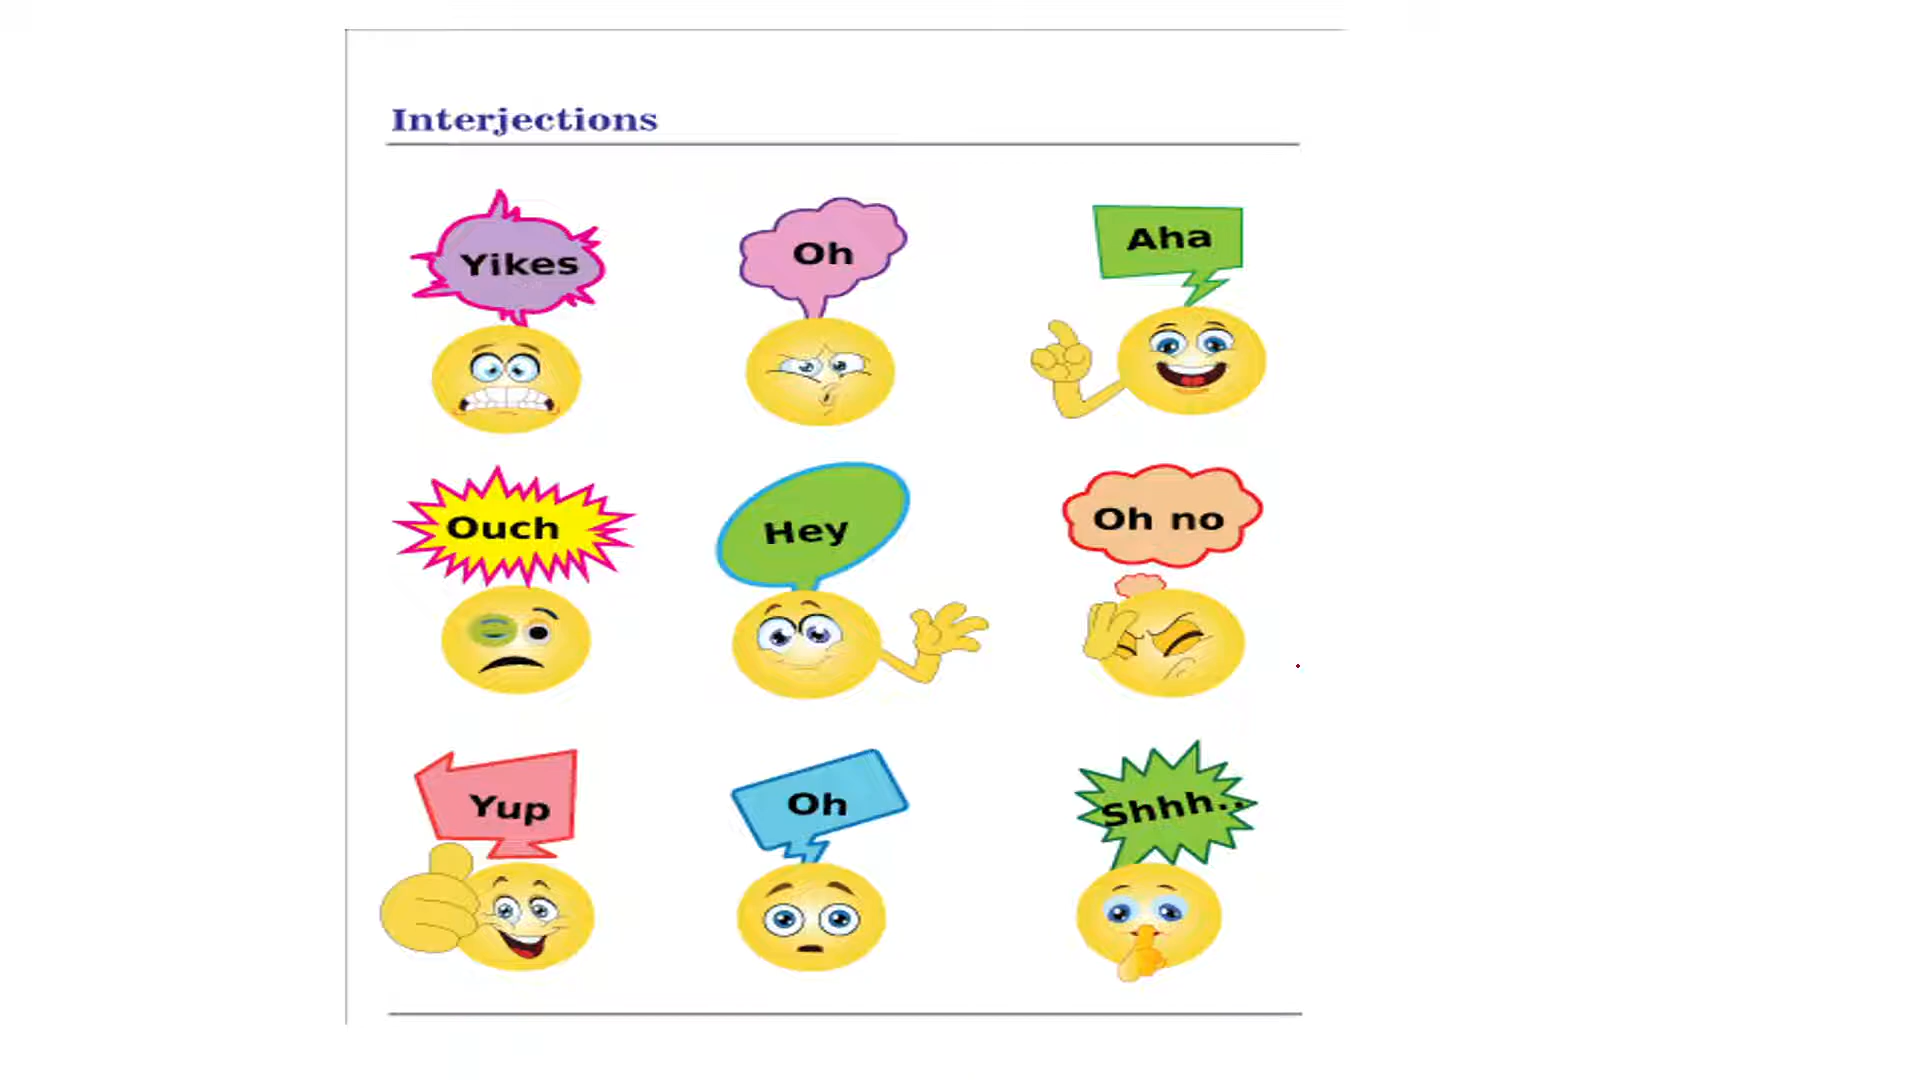 Interjections
Yikes
Oh
Aha
Ouch
Hey
Oh no
Yup
Oh
Shhh..